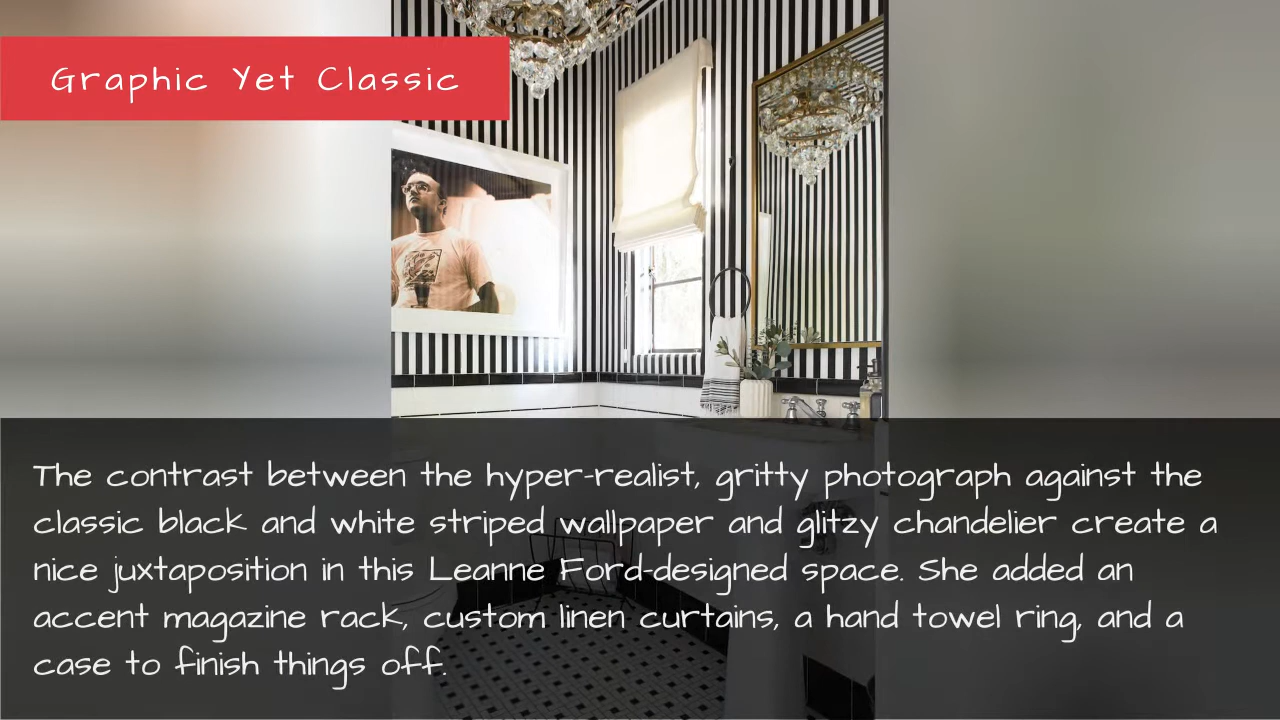 Graphic Yet Classic
The contrast between the hyper-realist, gritty photograph against the
classic black and white striped wallpaper and glitzy chandelier create a
nice juxtaposition in this Leanne Ford-designed space. She added an
accent magazine rack, custom linen curtains, a hand towel ring, and a
case to finish things off.